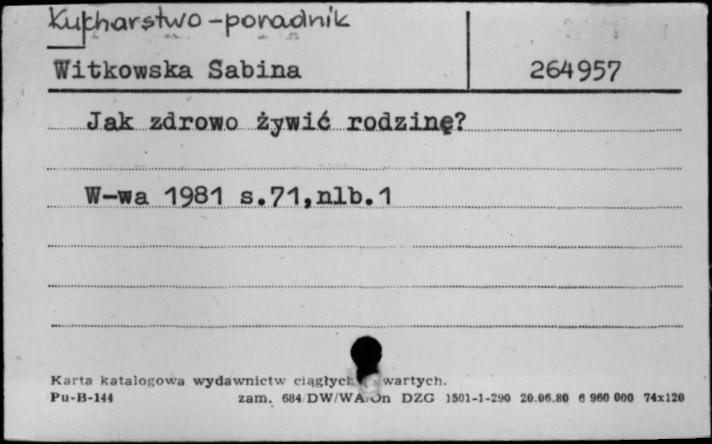 Kucharstwo-poradnik
Witkowska Sabina 264957
Jak zdrowo żywić rodzinę?
W-wa 1981 s.71,nlb.1
Karta katalogowa wydawnictw ciągłych wartych.
Pu-B-144 zam. 684/DW/WA/On DZG 1501-1-290 20.06.80 6 960 000 74x120